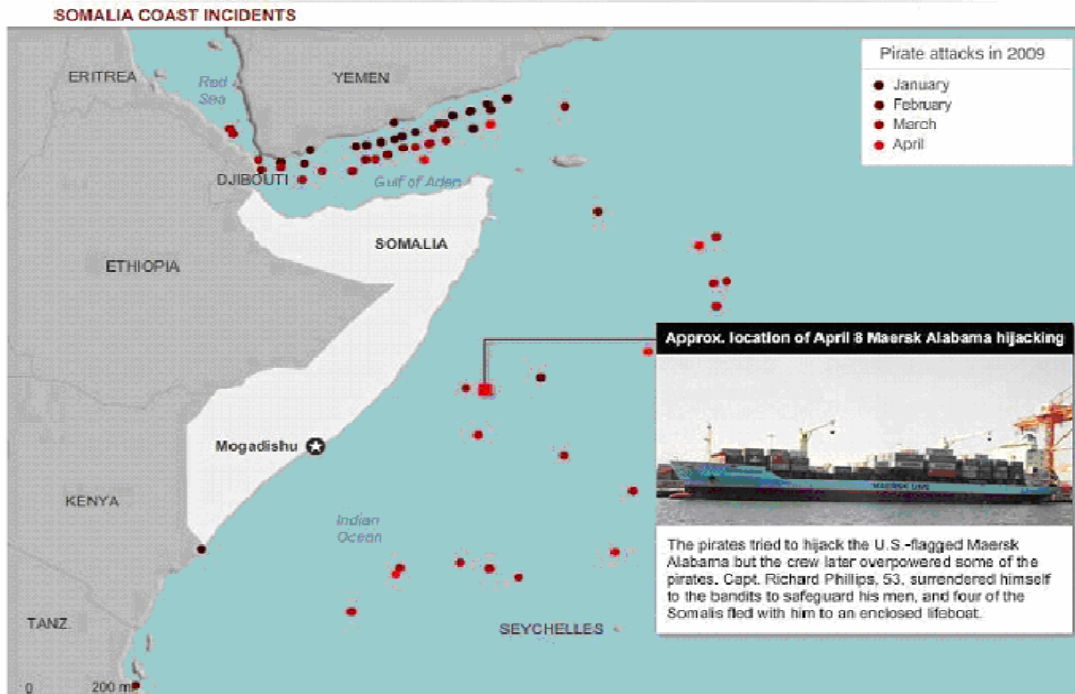 SOMALIA COAST INCIDENTS
ERITREA
Red
Sea
YEMEN
Pirate attacks in 2009
January
February
March
April
DJIBOUTI
Gulf of Aden
SOMALIA
ETHIOPIA
Approx. location of April 8 Maersk Alabama hijacking
Mogadishu
MAERSK LINE
KENYA
Indian
Ocean
The pirates tried to hijack the U.S.-flagged Maersk
Alabama but the crew later overpowered some of the
pirates. Capt. Richard Phillips, 53, surrendered himself
to the bandits to safeguard his men, and four of the
Somalis fled with him to an enclosed lifeboat.
TANZ.
SEYCHELLES
0 200 mi